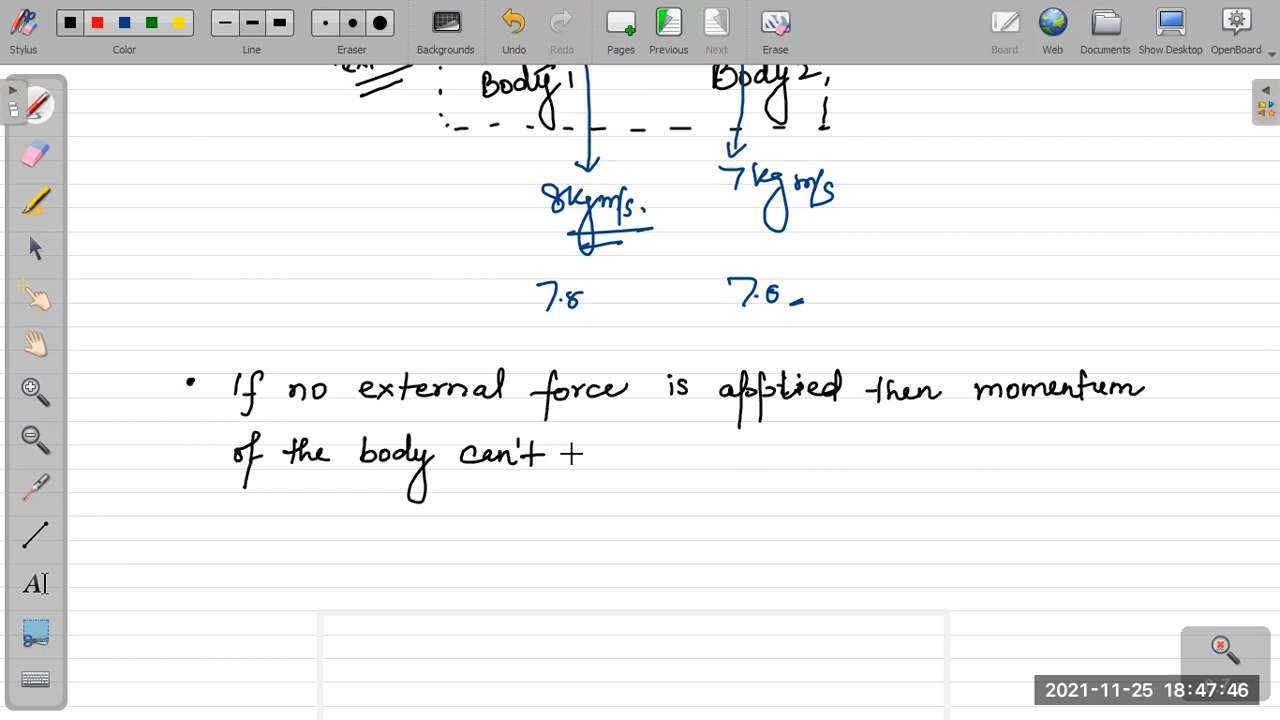 Stylus Color Line Eraser Backgrounds Undo Redo Pages Previous Next Erase Board Web Documents Show Desktop OpenBoard
Body 1 Body 2
8kgm/s. 7kgm/s
7.8 7.8
• If no external force is applied then momentum
of the body can't
2021-11-25 18:47:46